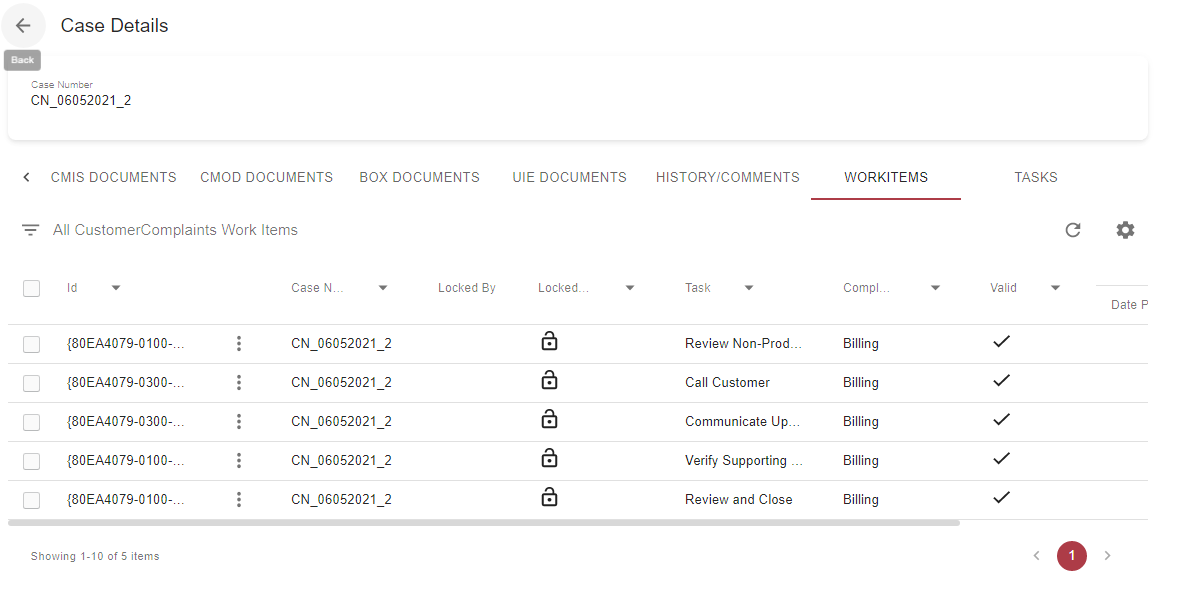 Case Details
Back
Case Number
CN_06052021_2
CMIS DOCUMENTS CMOD DOCUMENTS BOX DOCUMENTS UIE DOCUMENTS HISTORY/COMMENTS WORKITEMS TASKS
All CustomerComplaints Work Items
Id Case N... Locked By Locked... Task Compl... Valid Date P
{80EA4079-0100-... CN_06052021_2 Review Non-Prod... Billing
{80EA4079-0300-... CN_06052021_2 Call Customer Billing
{80EA4079-0300-... CN_06052021_2 Communicate Up... Billing
{80EA4079-0100-... CN_06052021_2 Verify Supporting ... Billing
{80EA4079-0100-... CN_06052021_2 Review and Close Billing
Showing 1-10 of 5 items 1